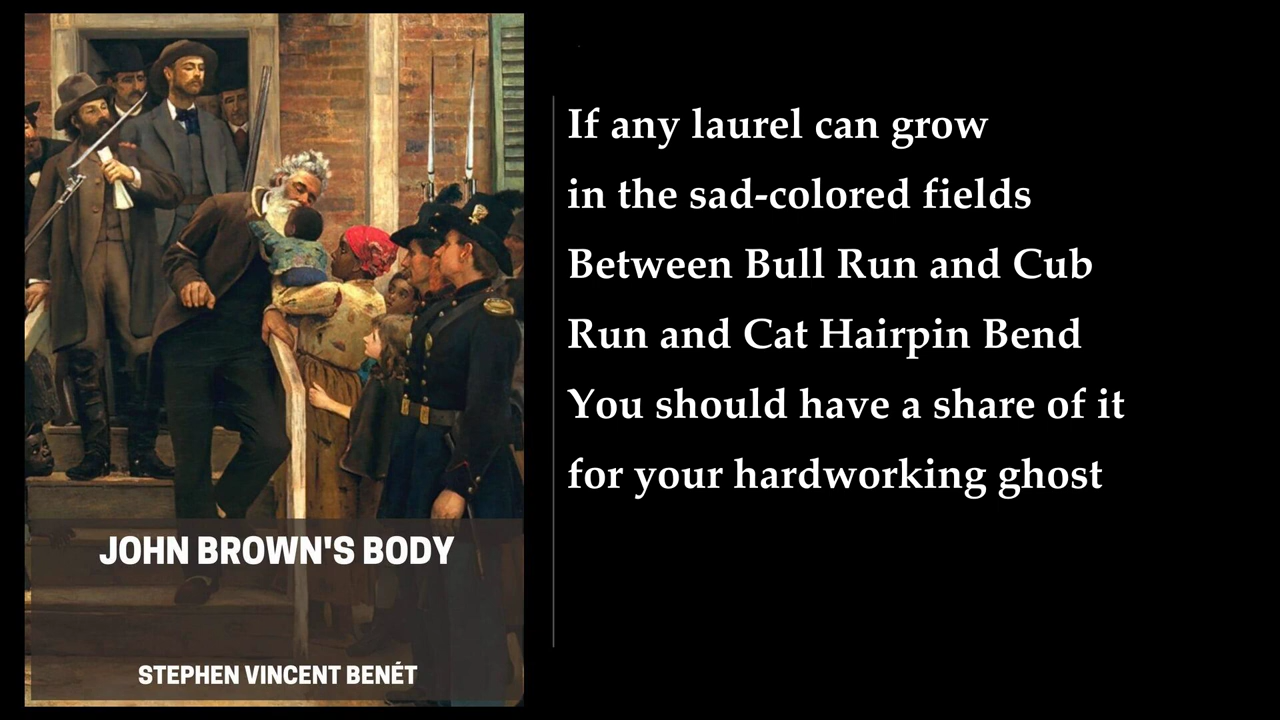 JOHN BROWN'S BODY
STEPHEN VINCENT BENÉT
If any laurel can grow
in the sad-colored fields
Between Bull Run and Cub
Run and Cat Hairpin Bend
You should have a share of it
for your hardworking ghost